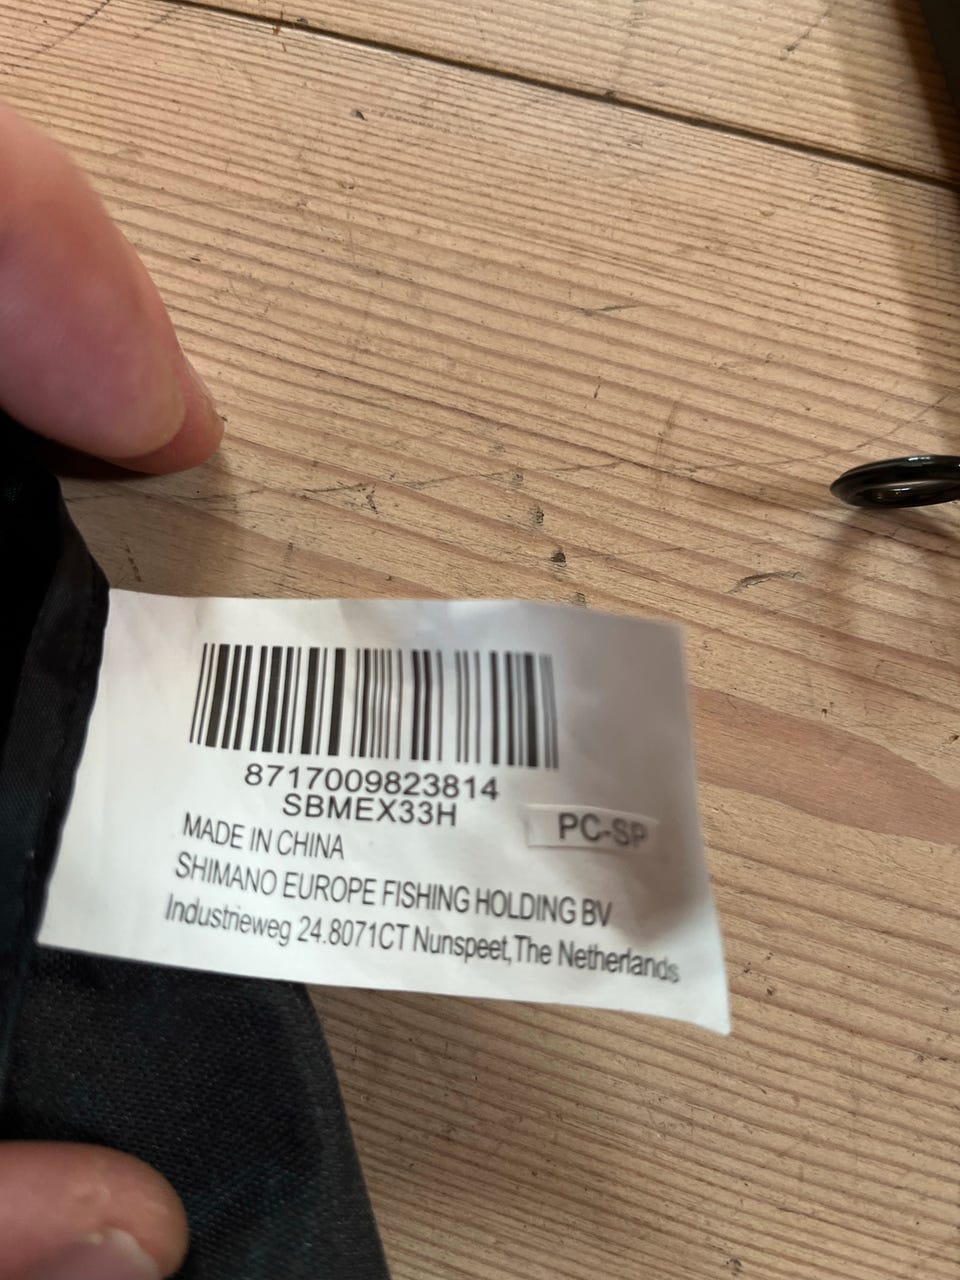 8717009823814
SBMEX33H
PC-SP
MADE IN CHINA
SHIMANO EUROPE FISHING HOLDING BV
Industrieweg 24.8071CT Nunspeet,The Netherlands